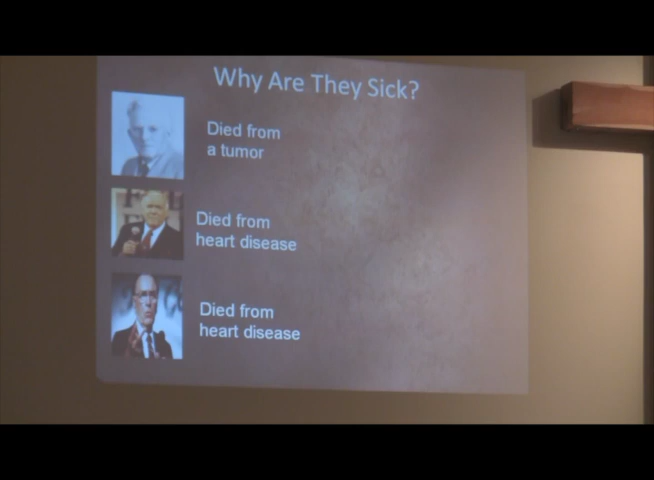 Why Are They Sick?
Died from
a tumor
Died from
heart disease
Died from
heart disease